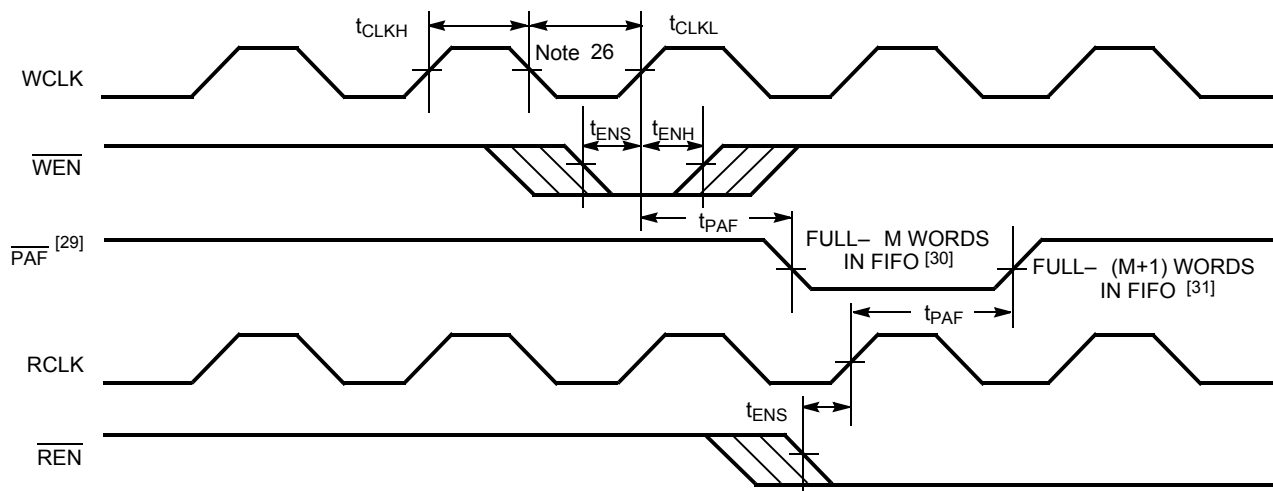 tCLKH
tCLKL
Note 26
WCLK
tENS
tENH
WEN
tPAF
PAF [29]
FULL– M WORDS
IN FIFO [30]
FULL– (M+1) WORDS
IN FIFO [31]
tPAF
RCLK
tENS
REN